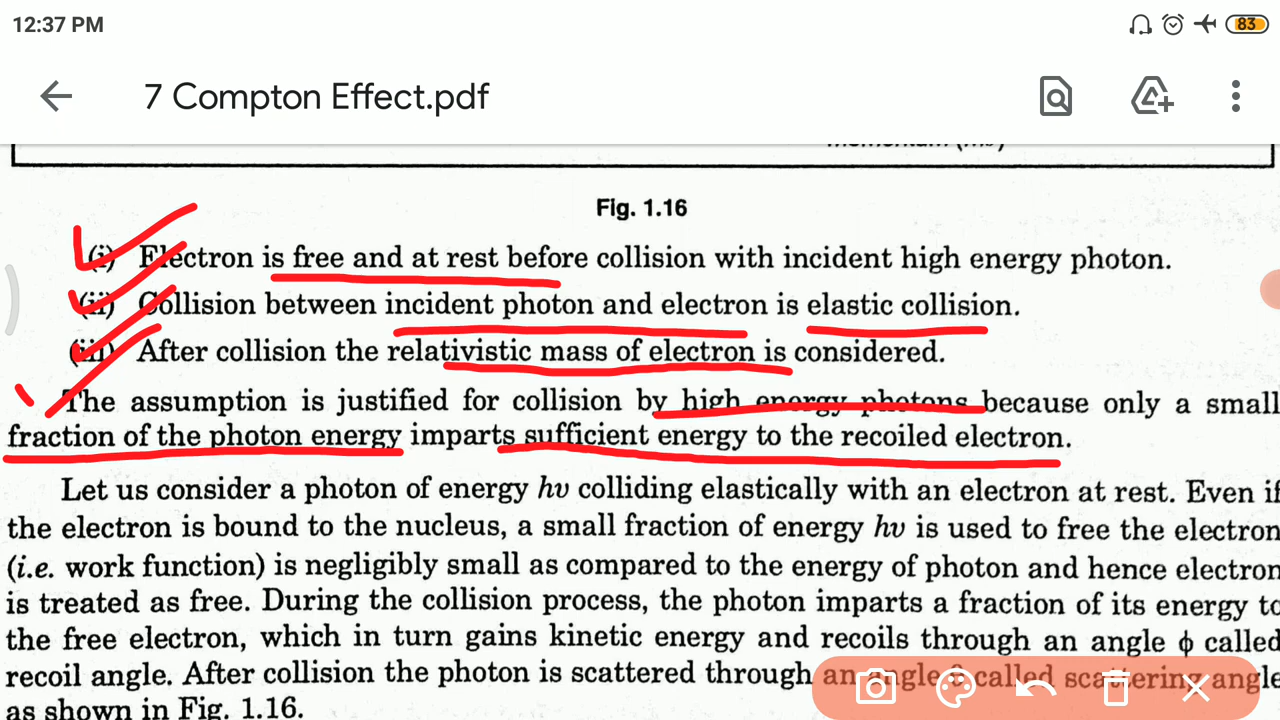 12:37 PM
83
7 Compton Effect.pdf
Fig. 1.16
(i) Electron is free and at rest before collision with incident high energy photon.
(ii) Collision between incident photon and electron is elastic collision.
(iii) After collision the relativistic mass of electron is considered.
The assumption is justified for collision by high energy photons because only a small
fraction of the photon energy imparts sufficient energy to the recoiled electron.
Let us consider a photon of energy hν colliding elastically with an electron at rest. Even if
the electron is bound to the nucleus, a small fraction of energy hν is used to free the electron
(i.e. work function) is negligibly small as compared to the energy of photon and hence electron
is treated as free. During the collision process, the photon imparts a fraction of its energy to
the free electron, which in turn gains kinetic energy and recoils through an angle ϕ called
recoil angle. After collision the photon is scattered through an angle θ called scattering angle
as shown in Fig. 1.16.